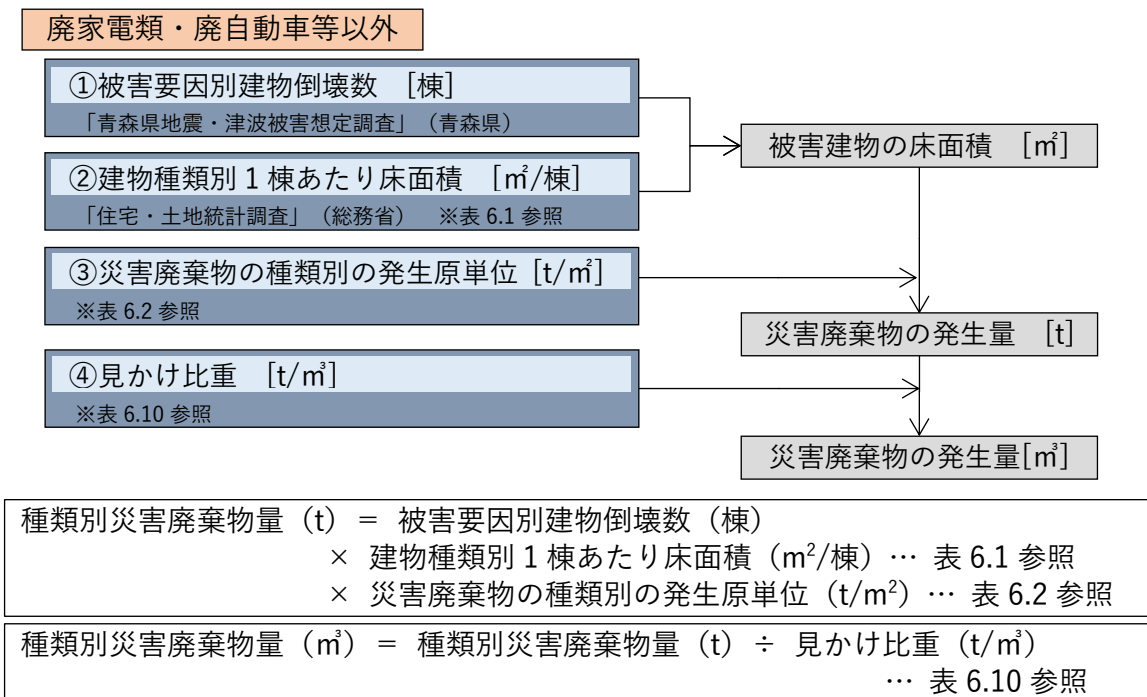 廃家電類・廃自動車等以外
①被害要因別建物倒壊数 [棟]
「青森県地震・津波被害想定調査」（青森県）
②建物種類別１棟あたり床面積 [㎡/棟]
「住宅・土地統計調査」（総務省） ※表 6.1 参照
被害建物の床面積 [㎡]
③災害廃棄物の種類別の発生原単位 [t/㎡]
※表 6.2 参照
災害廃棄物の発生量 [t]
④見かけ比重 [t/㎥]
※表 6.10 参照
災害廃棄物の発生量[㎥]
種類別災害廃棄物量（t）＝ 被害要因別建物倒壊数（棟）
× 建物種類別１棟あたり床面積（m²/棟）… 表 6.1 参照
× 災害廃棄物の種類別の発生原単位（t/m²）… 表 6.2 参照
種類別災害廃棄物量（㎥）＝ 種類別災害廃棄物量（t）÷ 見かけ比重（t/㎥）
… 表 6.10 参照